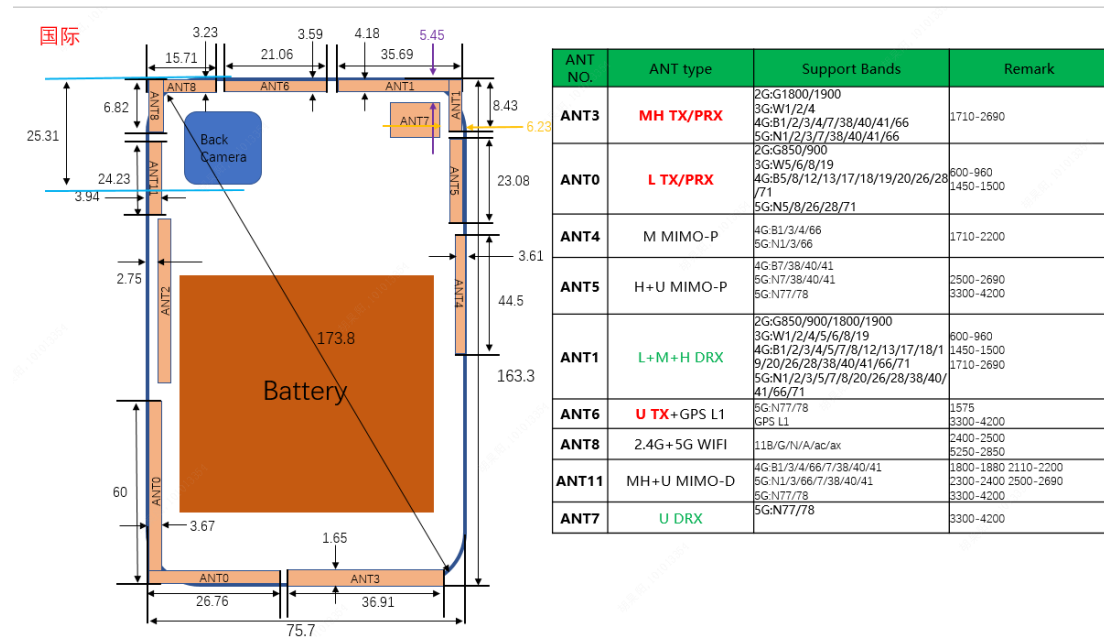 国际
3.23
3.59
4.18
5.45
15.71
21.06
35.69
ANT8
ANT6
ANT1
6.82
ANT8
ANT1
8.43
ANT7
6.23
25.31
Back
Camera
24.23
ANT11
ANT5
23.08
3.94
3.61
2.75
ANT2
ANT4
44.5
173.8
163.3
Battery
60
ANT0
3.67
1.65
ANT0
ANT3
26.76
36.91
75.7
ANT NO.
ANT type
Support Bands
Remark
ANT3
MH TX/PRX
2G:G1800/1900
3G:W1/2/4
4G:B1/2/3/4/7/38/40/41/66
5G:N1/2/3/7/38/40/41/66
1710-2690
ANT0
L TX/PRX
2G:G850/900
3G:W5/6/8/19
4G:B5/8/12/13/17/18/19/20/26/28
/71
5G:N5/8/26/28/71
600-960
1450-1500
ANT4
M MIMO-P
4G:B1/3/4/66
5G:N1/3/66
1710-2200
ANT5
H+U MIMO-P
4G:B7/38/40/41
5G:N7/38/40/41
5G:N77/78
2500-2690
3300-4200
ANT1
L+M+H DRX
2G:G850/900/1800/1900
3G:W1/2/4/5/6/8/19
4G:B1/2/3/4/5/7/8/12/13/17/18/1
9/20/26/28/38/40/41/66/71
5G:N1/2/3/5/7/8/20/26/28/38/40/
41/66/71
600-960
1450-1500
1710-2690
ANT6
U TX+GPS L1
5G:N77/78
GPS L1
1575
3300-4200
ANT8
2.4G+5G WIFI
11B/G/N/A/ac/ax
2400-2500
5250-2850
ANT11
MH+U MIMO-D
4G:B1/3/4/66/7/38/40/41
5G:N1/3/66/7/38/40/41
5G:N77/78
1800-1880 2110-2200
2300-2400 2500-2690
3300-4200
ANT7
U DRX
5G:N77/78
3300-4200